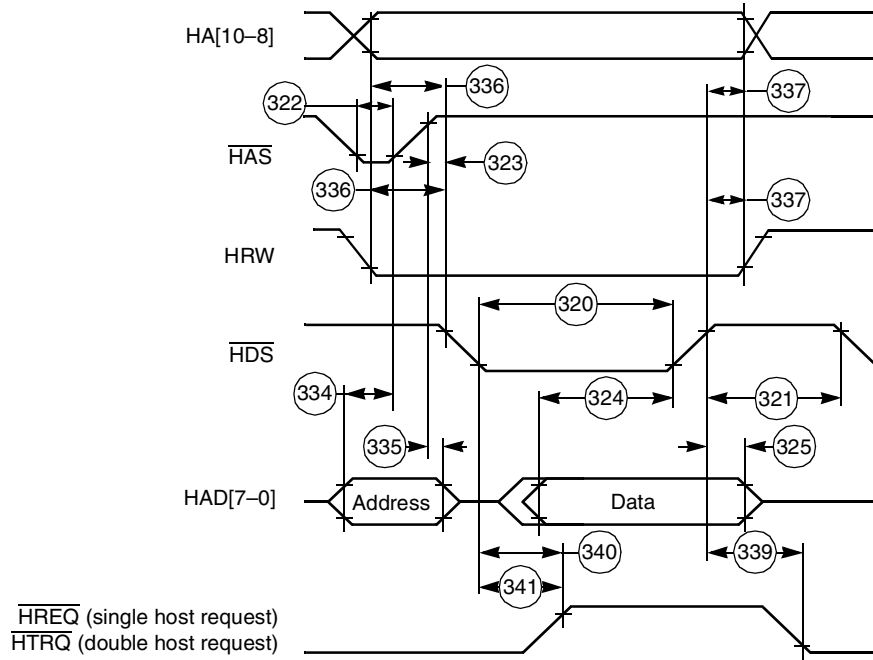 HA[10–8]
336
337
322
HAS
323
336
337
HRW
320
HDS
334
324
321
335
325
HAD[7–0]
Address
Data
340
339
341
HREQ (single host request)
HTRQ (double host request)